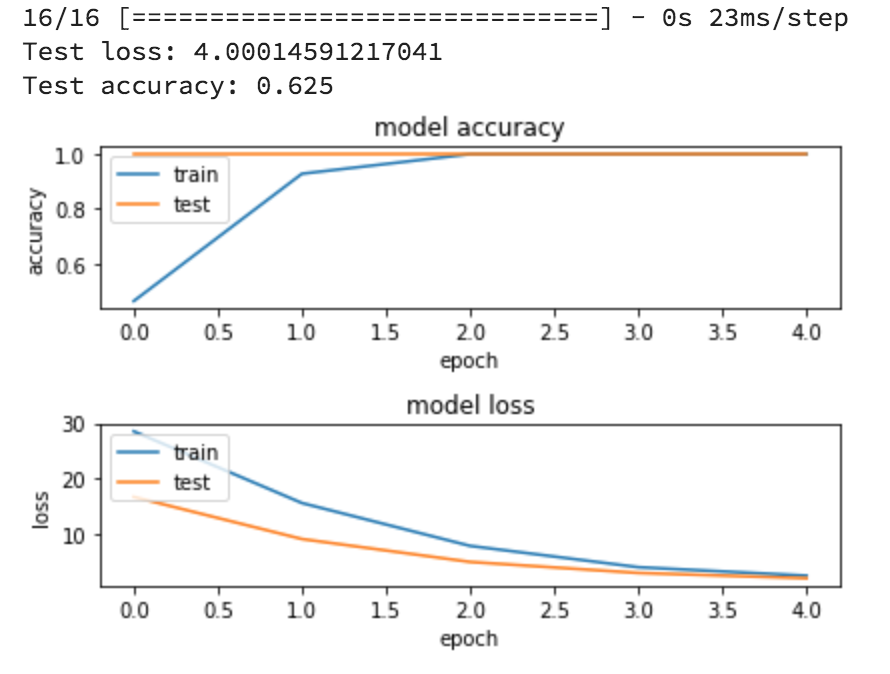 16/16 [==============================] - 0s 23ms/step
Test loss: 4.00014591217041
Test accuracy: 0.625
model accuracy
1.0
0.8
0.6
accuracy
train
test
0.0 0.5 1.0 1.5 2.0 2.5 3.0 3.5 4.0
epoch
model loss
30
20
10
loss
train
test
0.0 0.5 1.0 1.5 2.0 2.5 3.0 3.5 4.0
epoch